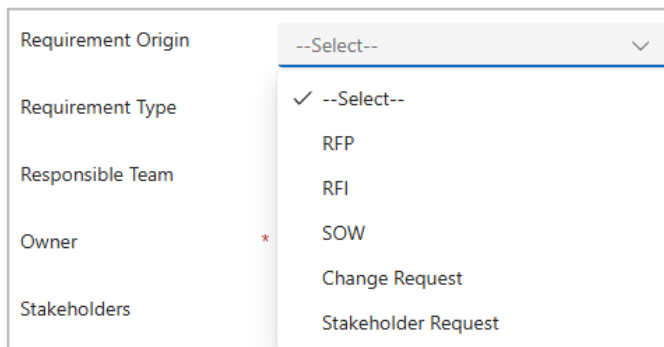 Requirement Origin
--Select--
Requirement Type
--Select--
RFP
Responsible Team
RFI
Owner *
SOW
Change Request
Stakeholders
Stakeholder Request